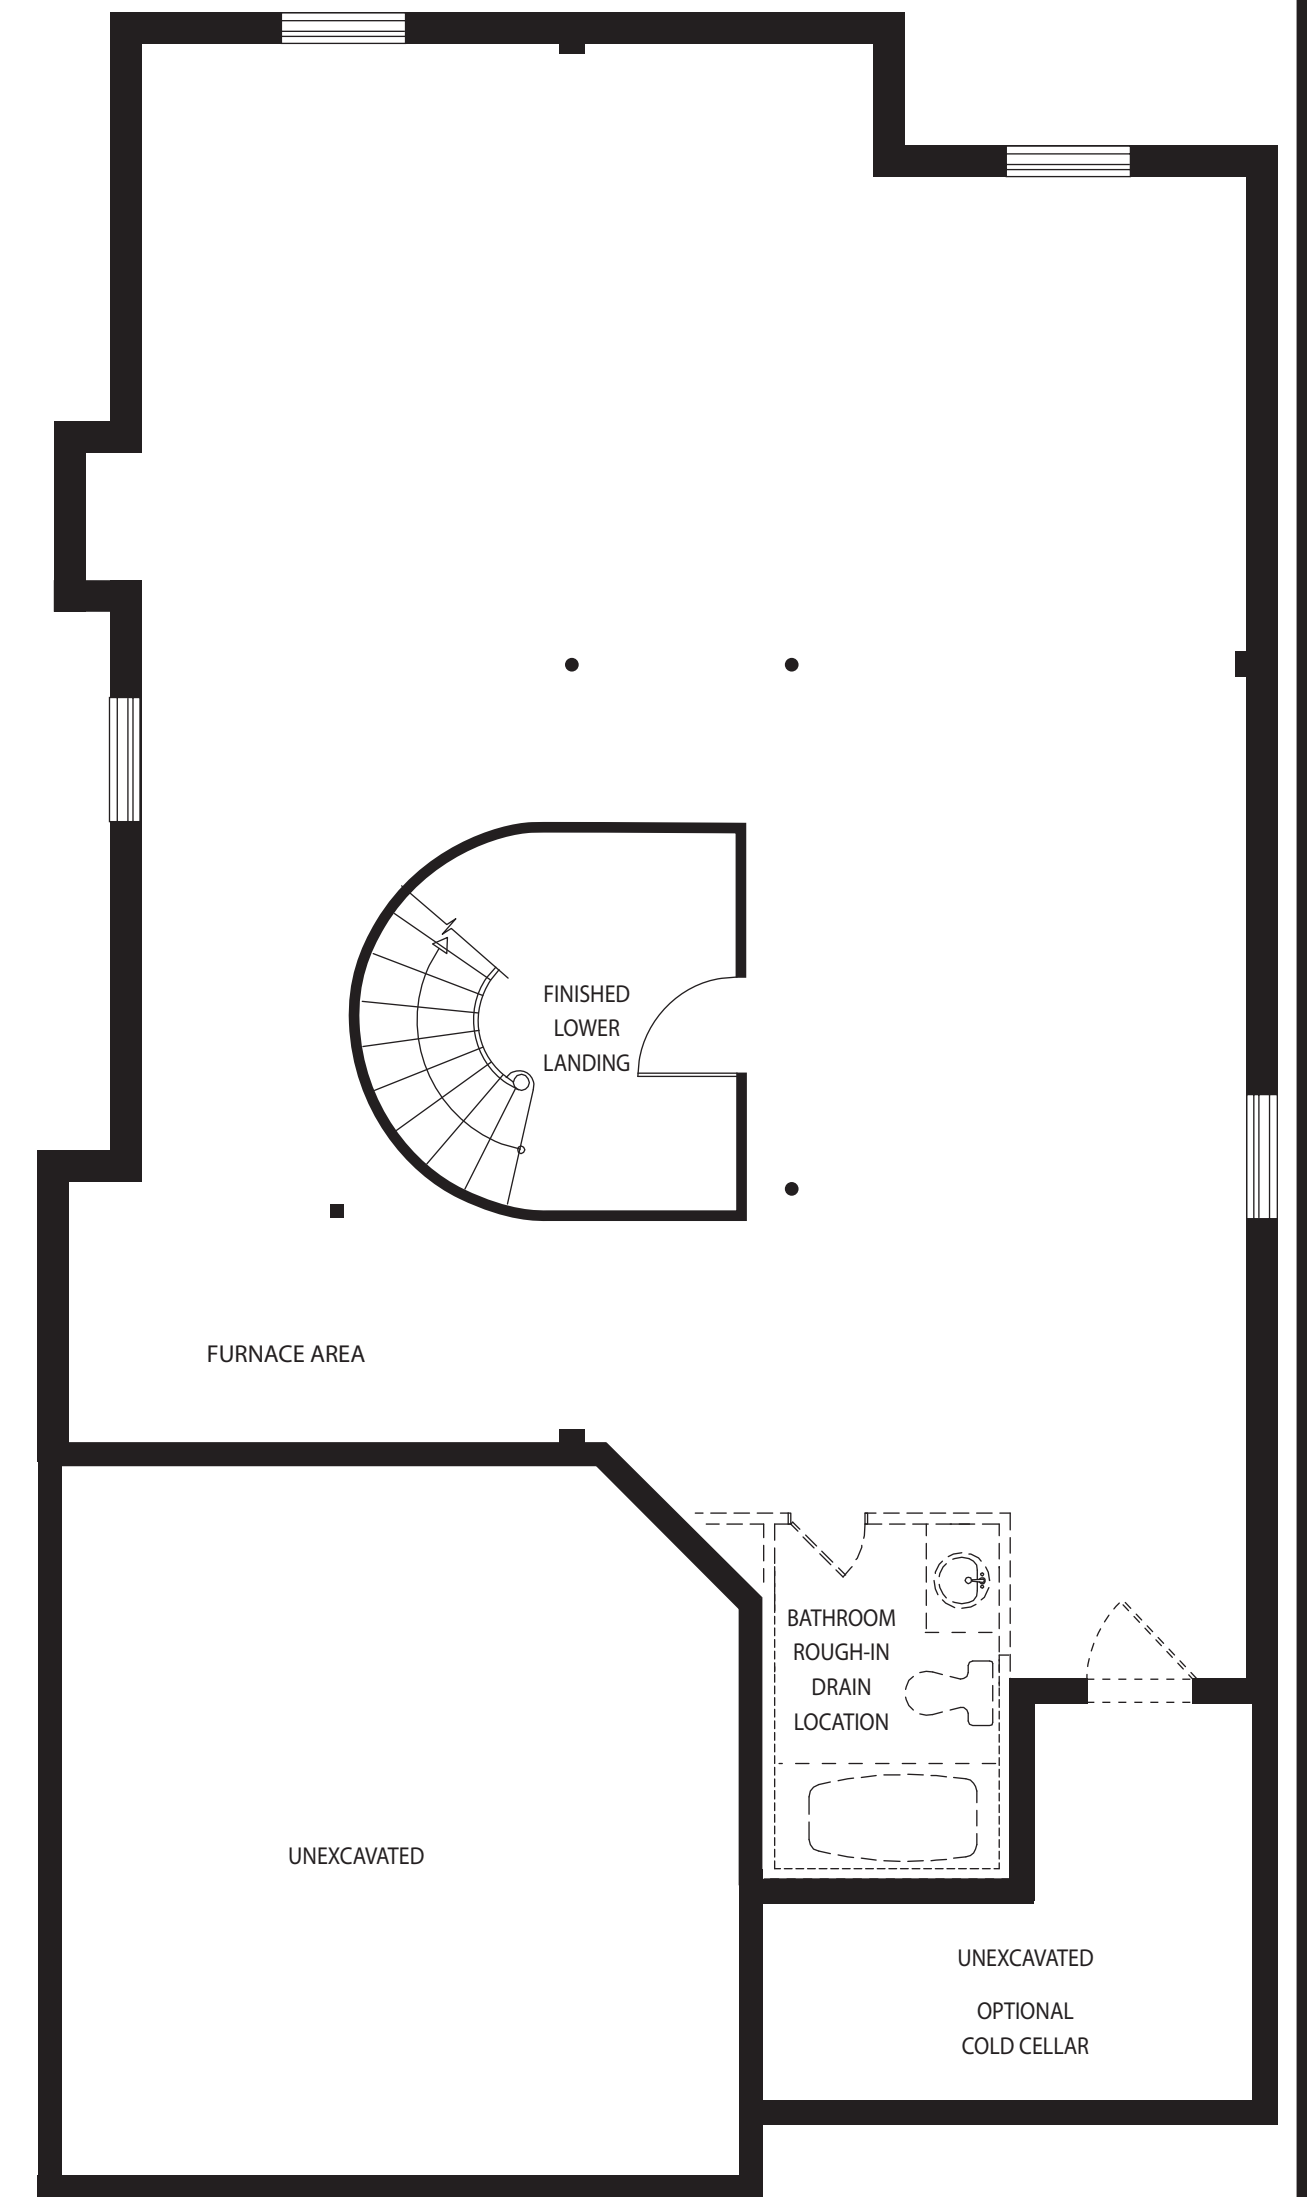 FINISHED
LOWER
LANDING
FURNACE AREA
BATHROOM
ROUGH-IN
DRAIN
LOCATION
UNEXCAVATED
UNEXCAVATED
OPTIONAL
COLD CELLAR